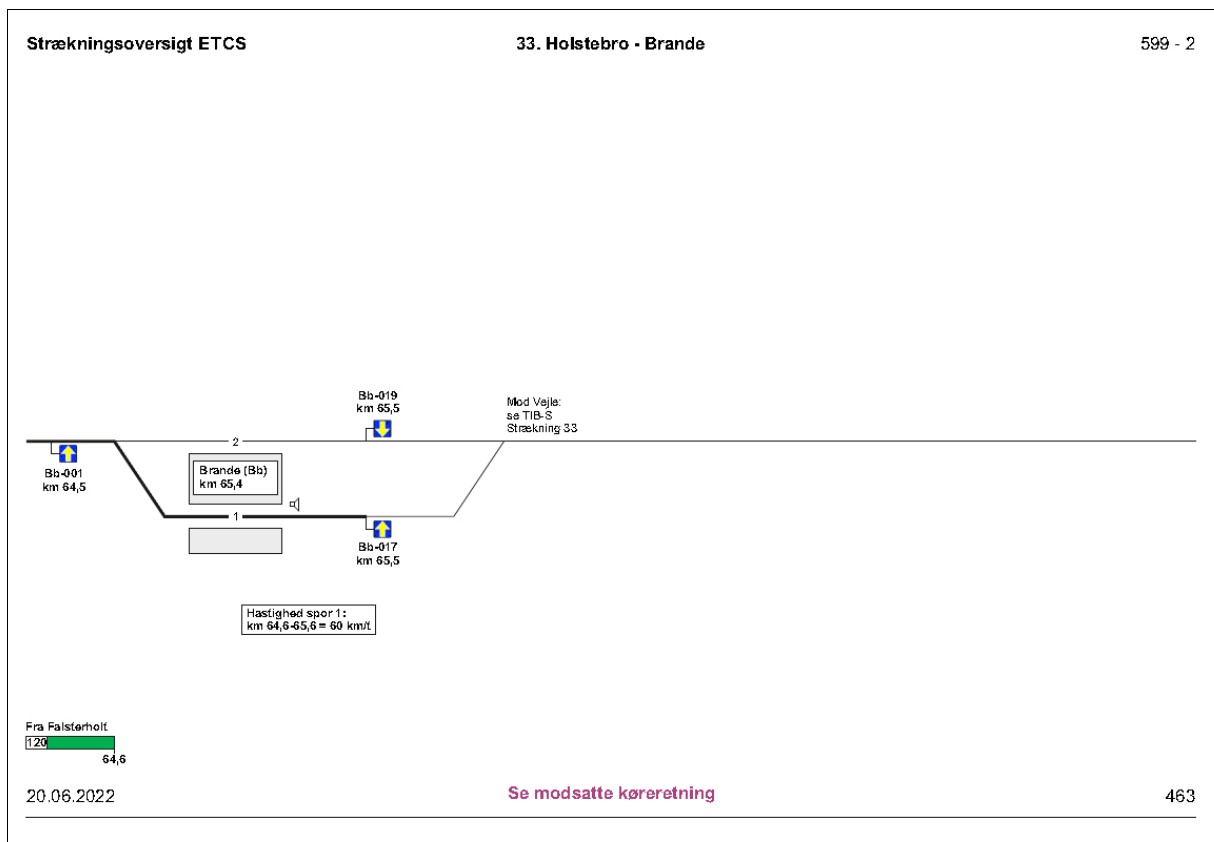 Strækningsoversigt ETCS
33. Holstebro - Brande
599 - 2
Bb-019
km 65,5
Mod Vejle:
se TIB-S
Strækning 33
2
Bb-001
km 64,5
Brande (Bb)
km 65,4
1
Bb-017
km 65,5
Hastighed spor 1:
km 64,6-65,6 = 60 km/t
Fra Falsterholt
120
64,6
20.06.2022
Se modsatte køreretning
463